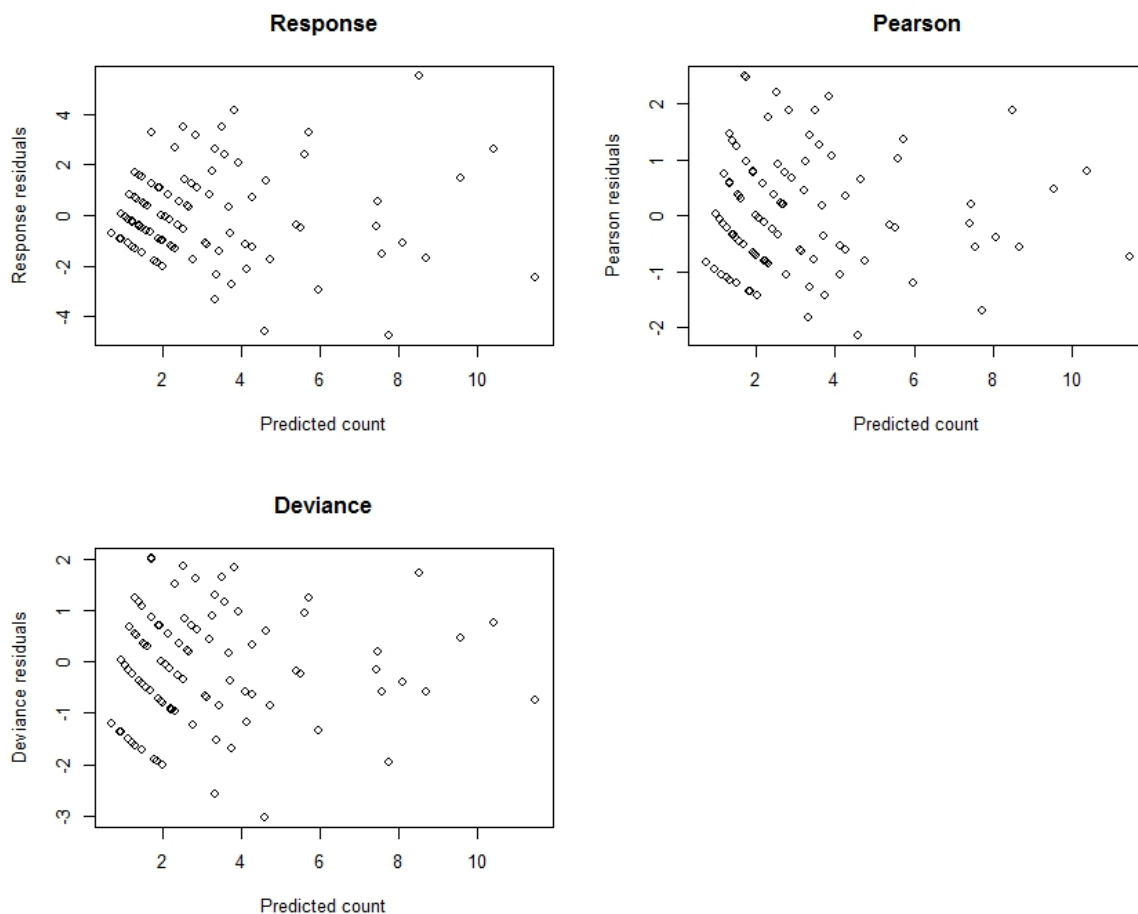 Response
Response residuals
4
2
0
-2
-4
2 4 6 8 10
Predicted count
Pearson
Pearson residuals
2
1
0
-1
-2
2 4 6 8 10
Predicted count
Deviance
Deviance residuals
2
1
0
-1
-2
-3
2 4 6 8 10
Predicted count